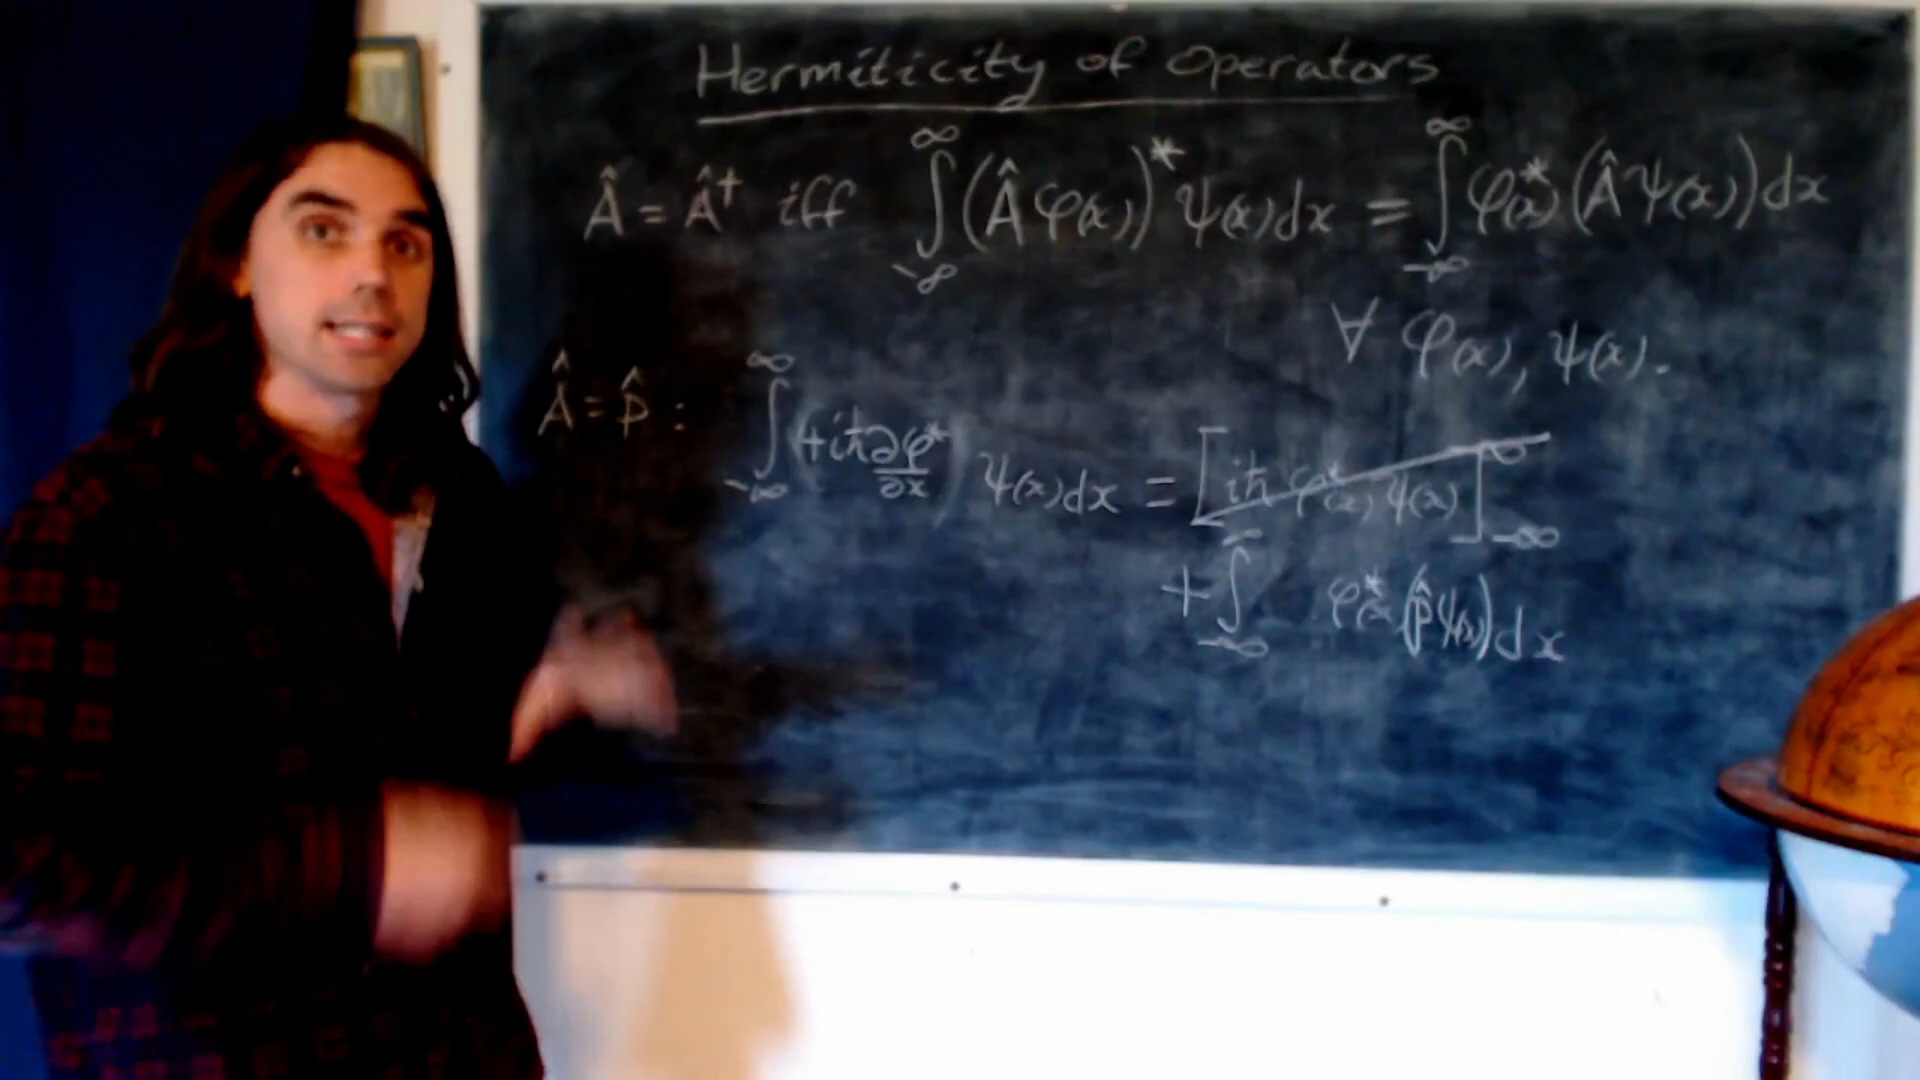 Hermiticity of Operators
Â = Â† iff ∫_{-∞}^{∞} (Â φ(x))* ψ(x) dx = ∫_{-∞}^{∞} φ*(x) (Â ψ(x)) dx
∀ φ(x), ψ(x).
Â = p̂ : ∫_{-∞}^{∞} (+iħ ∂φ*/∂x) ψ(x) dx = [iħ φ*(x) ψ(x)]_{-∞}^{∞}
+ ∫_{-∞} φ*(x) (p̂ ψ(x)) dx